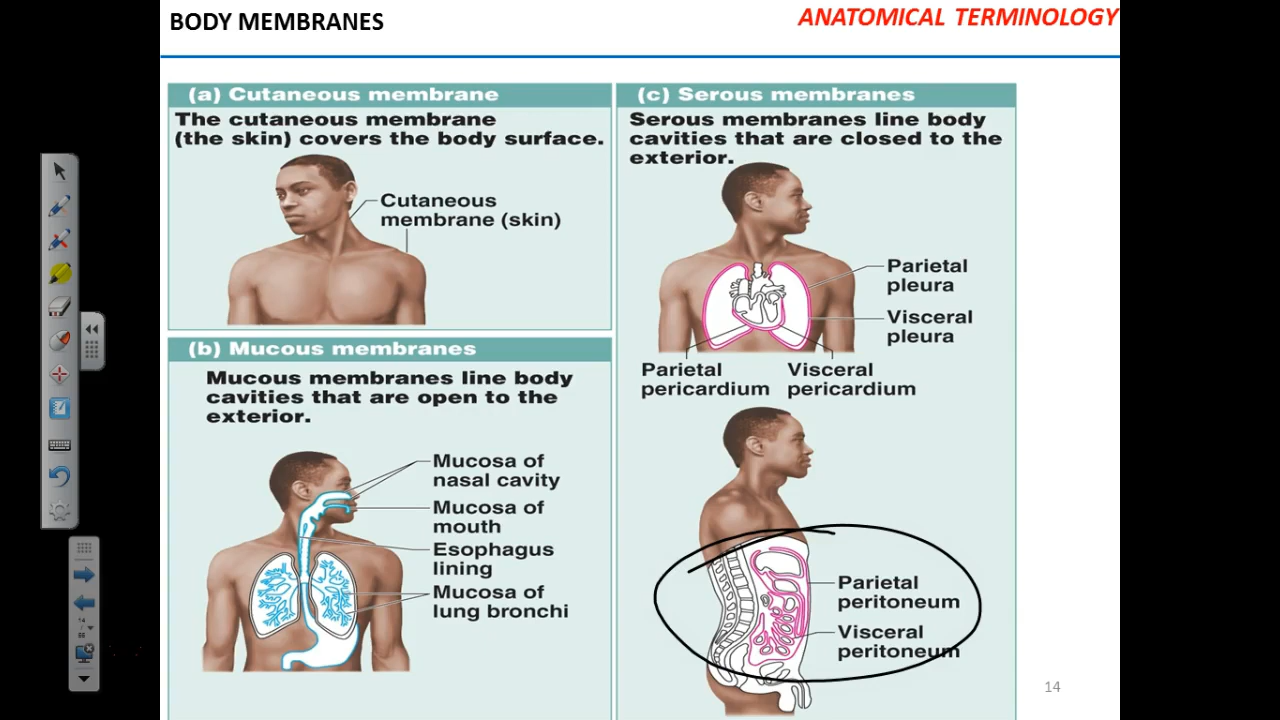 BODY MEMBRANES
ANATOMICAL TERMINOLOGY
(a) Cutaneous membrane
The cutaneous membrane
(the skin) covers the body surface.
Cutaneous
membrane (skin)
(b) Mucous membranes
Mucous membranes line body
cavities that are open to the
exterior.
Mucosa of
nasal cavity
Mucosa of
mouth
Esophagus
lining
Mucosa of
lung bronchi
(c) Serous membranes
Serous membranes line body
cavities that are closed to the
exterior.
Parietal
pleura
Visceral
pleura
Parietal
pericardium
Visceral
pericardium
Parietal
peritoneum
Visceral
peritoneum
14